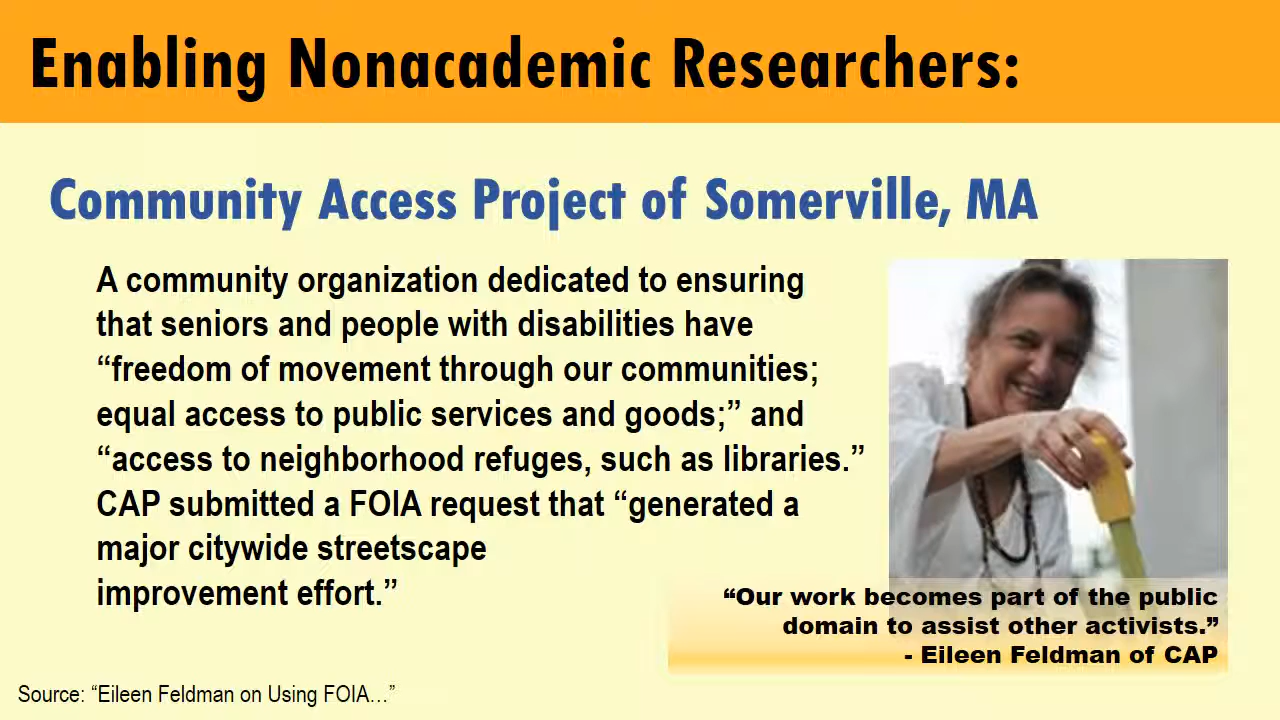 Enabling Nonacademic Researchers:
Community Access Project of Somerville, MA
A community organization dedicated to ensuring
that seniors and people with disabilities have
“freedom of movement through our communities;
equal access to public services and goods;” and
“access to neighborhood refuges, such as libraries.”
CAP submitted a FOIA request that “generated a
major citywide streetscape
improvement effort.”
“Our work becomes part of the public
domain to assist other activists.”
- Eileen Feldman of CAP
Source: “Eileen Feldman on Using FOIA…”